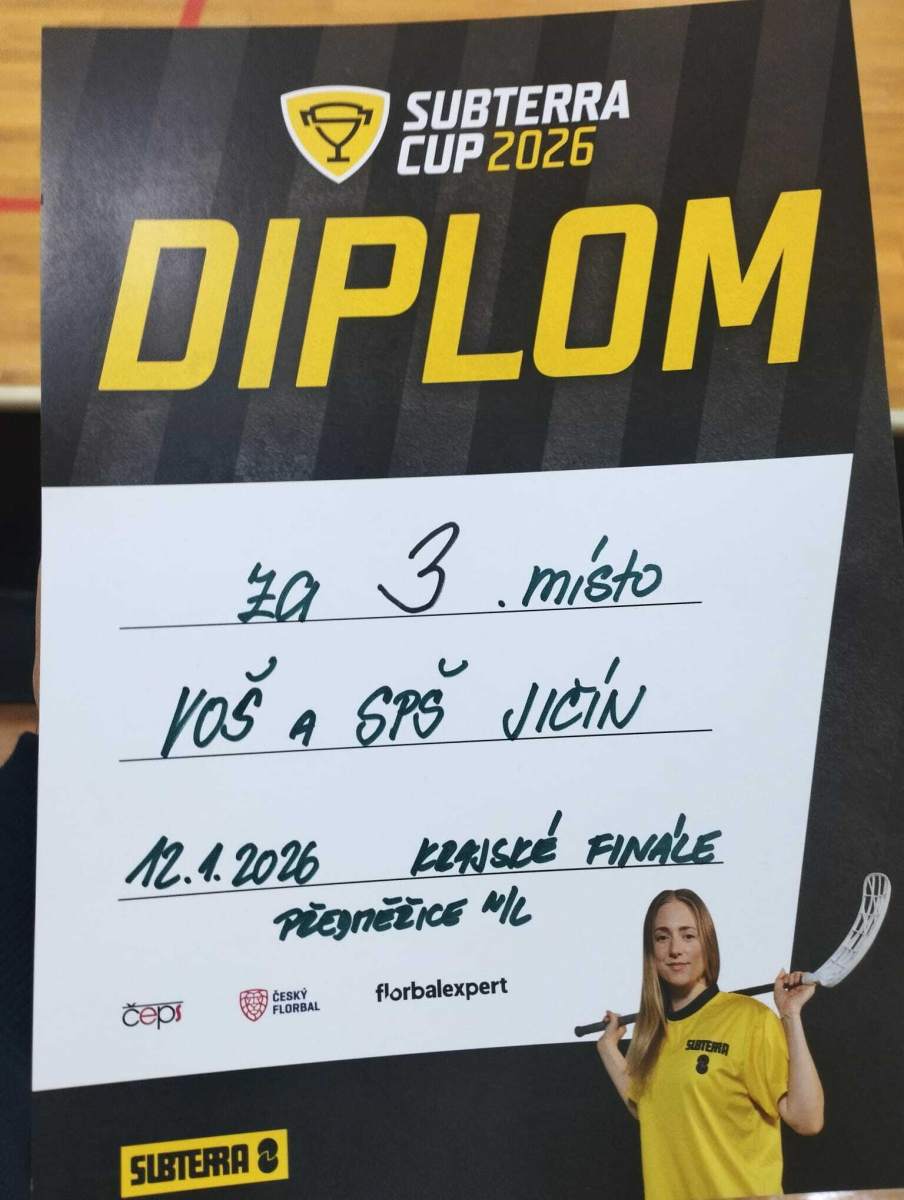 SUBTERRA
CUP 2026
DIPLOM
ZA 3. místo
VOŠ A SPŠ JIČÍN
12.1.2026 KRAJSKÉ FINÁLE
PŘEDMĚŘICE N/L
čeps
ČESKÝ
FLORBAL
florbalexpert
SUBTERRA
SUBTERRA